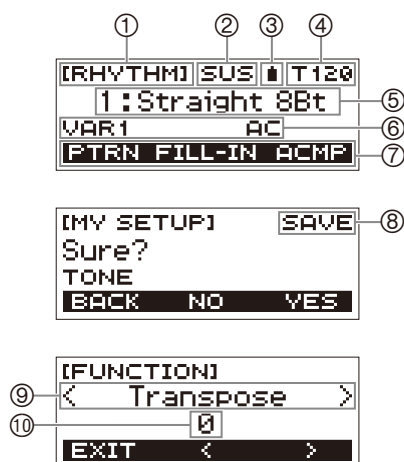 ① ② ③ ④
[RHYTHM] SUS T120
1:Straight 8Bt ⑤
VAR1 AC ⑥
PTRN FILL-IN ACMP ⑦
[MY SETUP] SAVE ⑧
Sure?
TONE
BACK NO YES
[FUNCTION]
⑨ < Transpose >
⑩ 0
EXIT < >